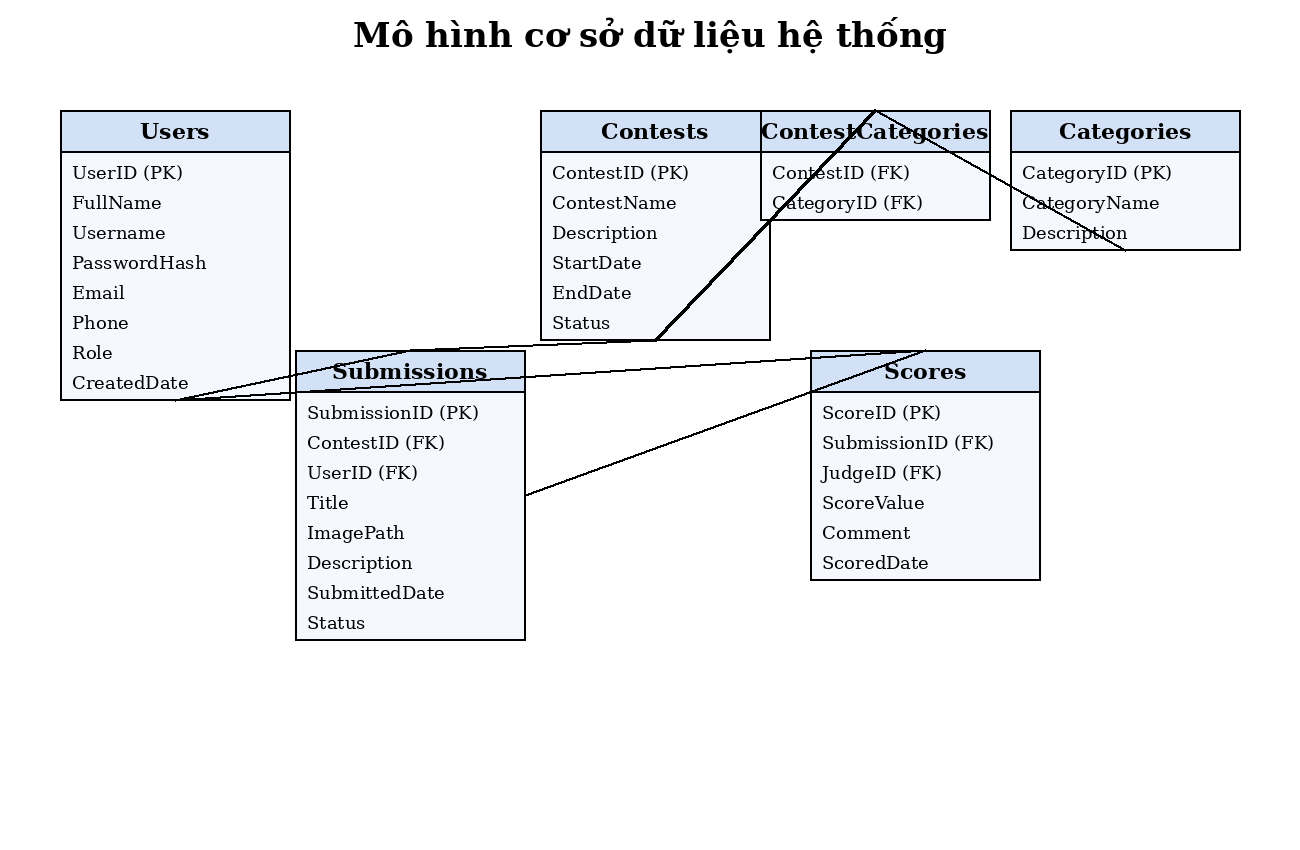 Mô hình cơ sở dữ liệu hệ thống
Users
UserID (PK)
FullName
Username
PasswordHash
Email
Phone
Role
CreatedDate
Contests
ContestID (PK)
ContestName
Description
StartDate
EndDate
Status
ContestCategories
ContestID (FK)
CategoryID (FK)
Categories
CategoryID (PK)
CategoryName
Description
Submissions
SubmissionID (PK)
ContestID (FK)
UserID (FK)
Title
ImagePath
Description
SubmittedDate
Status
Scores
ScoreID (PK)
SubmissionID (FK)
JudgeID (FK)
ScoreValue
Comment
ScoredDate